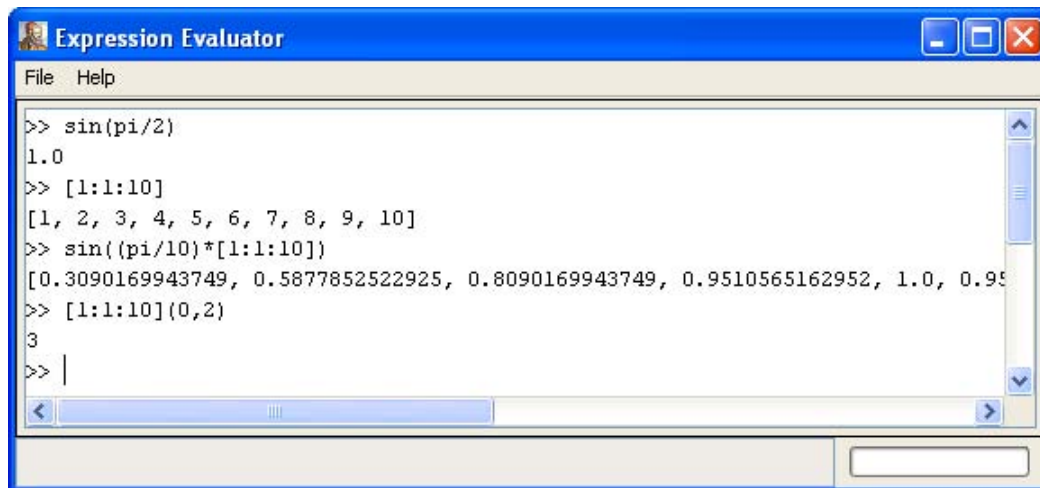 Expression Evaluator
File Help
>> sin(pi/2)
1.0
>> [1:1:10]
[1, 2, 3, 4, 5, 6, 7, 8, 9, 10]
>> sin((pi/10)*[1:1:10])
[0.3090169943749, 0.5877852522925, 0.8090169943749, 0.9510565162952, 1.0, 0.95
>> [1:1:10](0,2)
3
>>